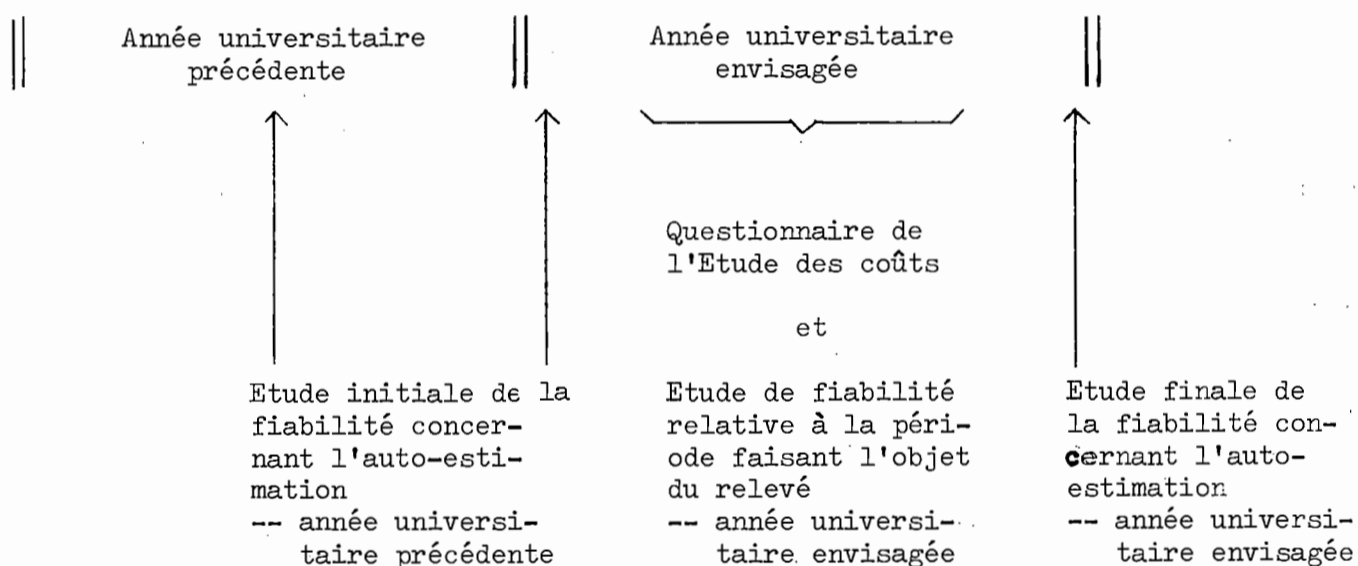 Année universitaire
précédente
Année universitaire
envisagée
Questionnaire de
l'Etude des coûts
et
Etude initiale de la
fiabilité concer-
nant l'auto-esti-
mation
-- année universi-
taire précédente
Etude de fiabilité
relative à la péri-
ode faisant l'objet
du relevé
-- année universi-
taire envisagée
Etude finale de
la fiabilité con-
cernant l'auto-
estimation
-- année universi-
taire envisagée